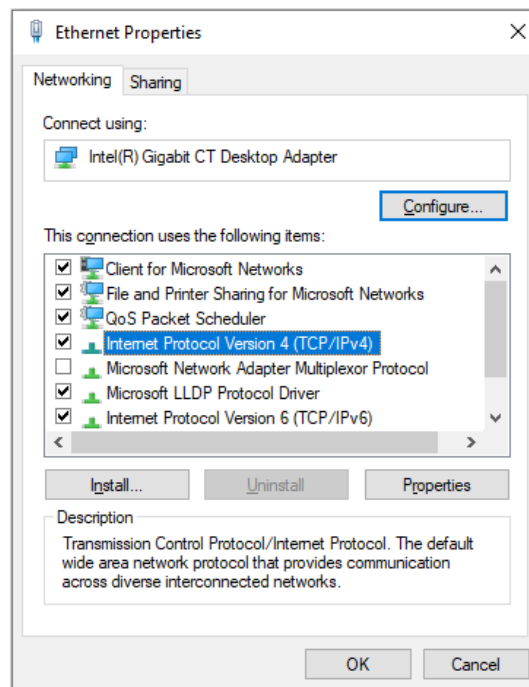 Ethernet Properties
Networking
Sharing
Connect using:
Intel(R) Gigabit CT Desktop Adapter
Configure...
This connection uses the following items:
Client for Microsoft Networks
File and Printer Sharing for Microsoft Networks
QoS Packet Scheduler
Internet Protocol Version 4 (TCP/IPv4)
Microsoft Network Adapter Multiplexor Protocol
Microsoft LLDP Protocol Driver
Internet Protocol Version 6 (TCP/IPv6)
Install...
Uninstall
Properties
Description
Transmission Control Protocol/Internet Protocol. The default
wide area network protocol that provides communication
across diverse interconnected networks.
OK
Cancel